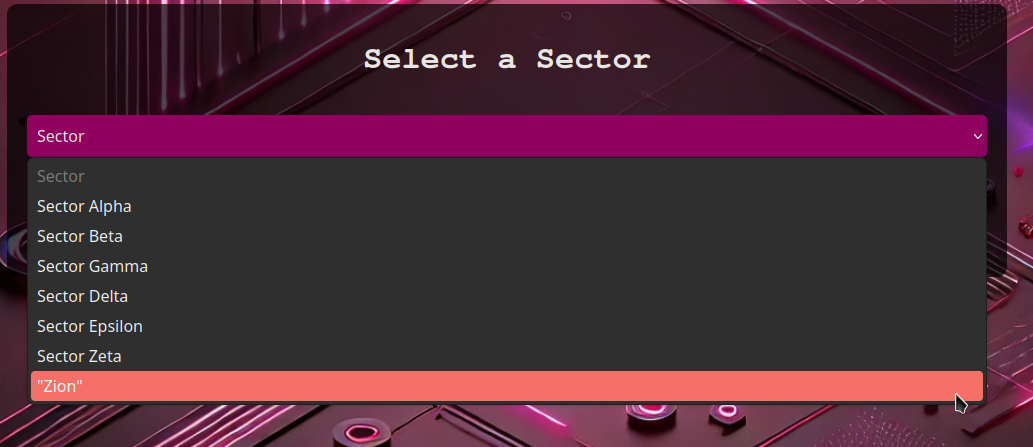 Select a Sector
Sector
Sector
Sector Alpha
Sector Beta
Sector Gamma
Sector Delta
Sector Epsilon
Sector Zeta
"Zion"